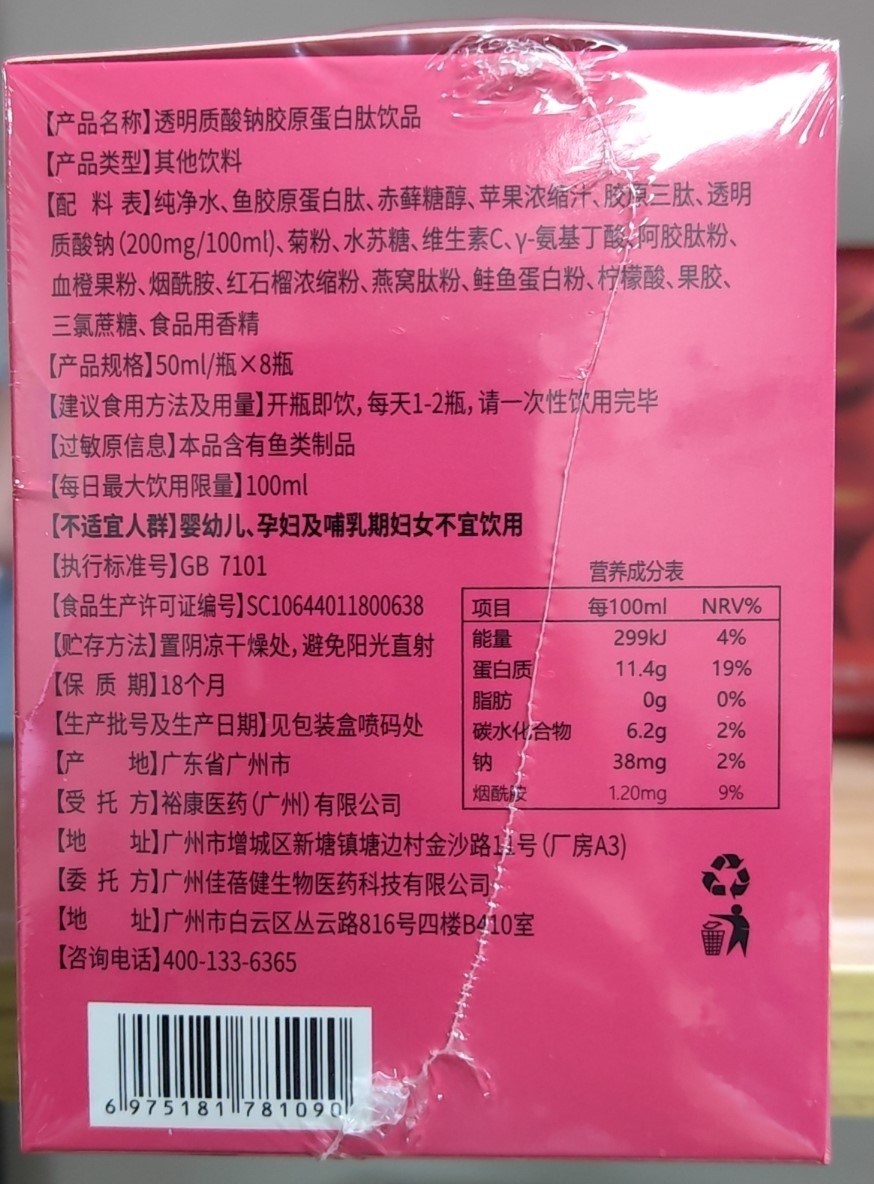 【产品名称】透明质酸钠胶原蛋白肽饮品
【产品类型】其他饮料
【配 料 表】纯净水、鱼胶原蛋白肽、赤藓糖醇、苹果浓缩汁、胶原三肽、透明
质酸钠(200mg/100ml)、菊粉、水苏糖、维生素C、γ-氨基丁酸、阿胶肽粉、
血橙果粉、烟酰胺、红石榴浓缩粉、燕窝肽粉、鲑鱼蛋白粉、柠檬酸、果胶、
三氯蔗糖、食品用香精
【产品规格】50ml/瓶×8瓶
【建议食用方法及用量】开瓶即饮,每天1-2瓶,请一次性饮用完毕
【过敏原信息】本品含有鱼类制品
【每日最大饮用限量】100ml
【不适宜人群】婴幼儿、孕妇及哺乳期妇女不宜饮用
【执行标准号】GB 7101
【食品生产许可证编号】SC10644011800638
【贮存方法】置阴凉干燥处,避免阳光直射
【保 质 期】18个月
【生产批号及生产日期】见包装盒喷码处
【产 地】广东省广州市
【受 托 方】裕康医药(广州)有限公司
【地 址】广州市增城区新塘镇塘边村金沙路11号(厂房A3)
【委 托 方】广州佳蓓健生物医药科技有限公司
【地 址】广州市白云区丛云路816号四楼B410室
【咨询电话】400-133-6365
营养成分表
项目 每100ml NRV%
能量 299kJ 4%
蛋白质 11.4g 19%
脂肪 0g 0%
碳水化合物 6.2g 2%
钠 38mg 2%
烟酰胺 1.20mg 9%
6 975181 781090